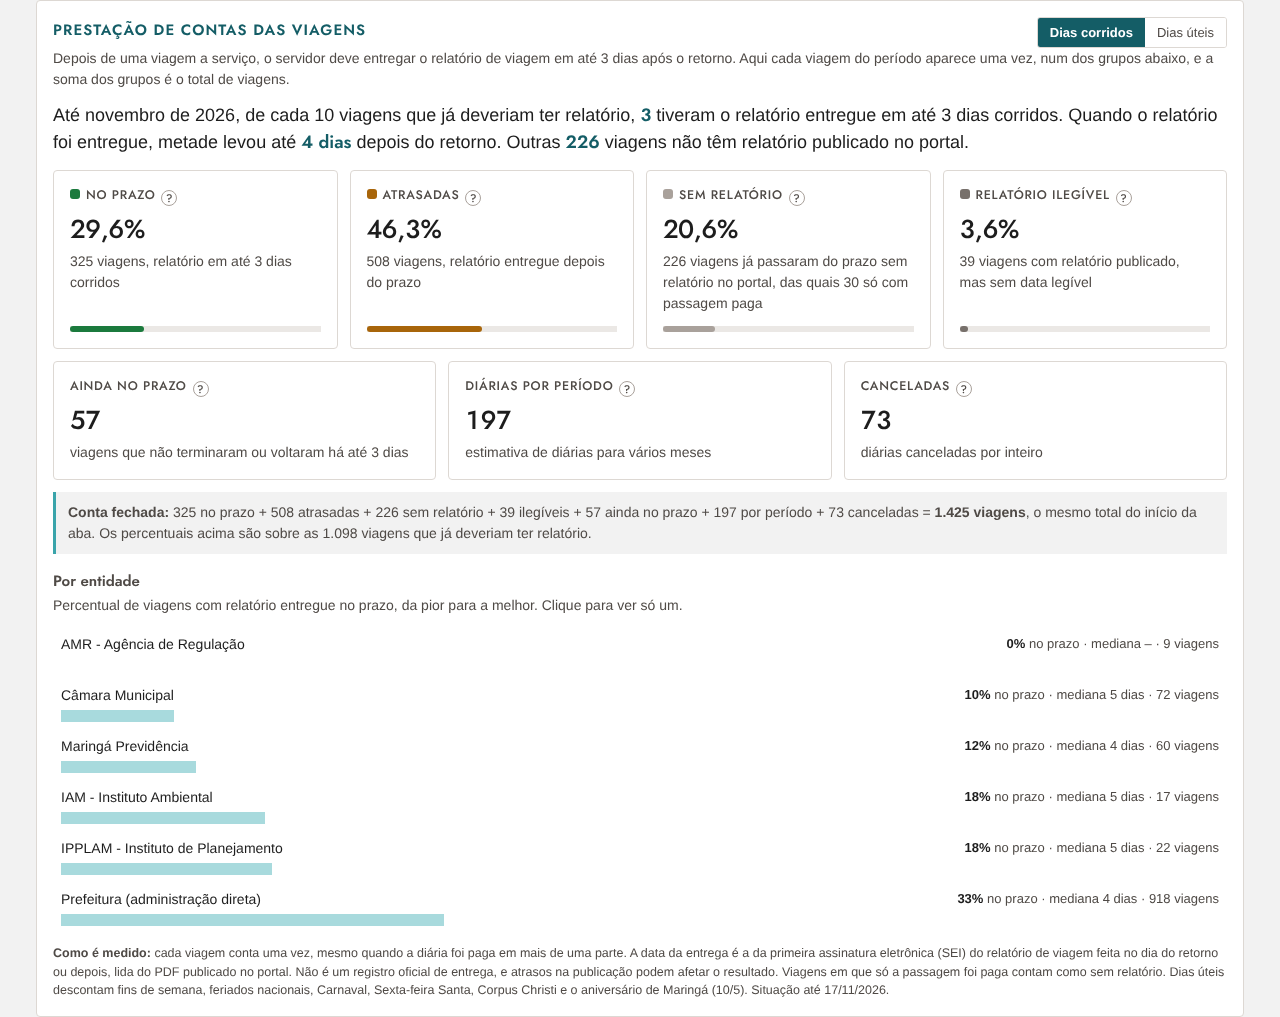 PRESTAÇÃO DE CONTAS DAS VIAGENS
Dias corridos Dias úteis
Depois de uma viagem a serviço, o servidor deve entregar o relatório de viagem em até 3 dias após o retorno. Aqui cada viagem do período aparece uma vez, num dos grupos abaixo, e a
soma dos grupos é o total de viagens.
Até novembro de 2026, de cada 10 viagens que já deveriam ter relatório, 3 tiveram o relatório entregue em até 3 dias corridos. Quando o relatório
foi entregue, metade levou até 4 dias depois do retorno. Outras 226 viagens não têm relatório publicado no portal.
NO PRAZO ?
29,6%
325 viagens, relatório em até 3 dias
corridos
ATRASADAS ?
46,3%
508 viagens, relatório entregue depois
do prazo
SEM RELATÓRIO ?
20,6%
226 viagens já passaram do prazo sem
relatório no portal, das quais 30 só com
passagem paga
RELATÓRIO ILEGÍVEL ?
3,6%
39 viagens com relatório publicado,
mas sem data legível
AINDA NO PRAZO ?
57
viagens que não terminaram ou voltaram há até 3 dias
DIÁRIAS POR PERÍODO ?
197
estimativa de diárias para vários meses
CANCELADAS ?
73
diárias canceladas por inteiro
Conta fechada: 325 no prazo + 508 atrasadas + 226 sem relatório + 39 ilegíveis + 57 ainda no prazo + 197 por período + 73 canceladas = 1.425 viagens, o mesmo total do início da
aba. Os percentuais acima são sobre as 1.098 viagens que já deveriam ter relatório.
Por entidade
Percentual de viagens com relatório entregue no prazo, da pior para a melhor. Clique para ver só um.
AMR - Agência de Regulação 0% no prazo · mediana – · 9 viagens
Câmara Municipal 10% no prazo · mediana 5 dias · 72 viagens
Maringá Previdência 12% no prazo · mediana 4 dias · 60 viagens
IAM - Instituto Ambiental 18% no prazo · mediana 5 dias · 17 viagens
IPPLAM - Instituto de Planejamento 18% no prazo · mediana 5 dias · 22 viagens
Prefeitura (administração direta) 33% no prazo · mediana 4 dias · 918 viagens
Como é medido: cada viagem conta uma vez, mesmo quando a diária foi paga em mais de uma parte. A data da entrega é a da primeira assinatura eletrônica (SEI) do relatório de viagem feita no dia do retorno
ou depois, lida do PDF publicado no portal. Não é um registro oficial de entrega, e atrasos na publicação podem afetar o resultado. Viagens em que só a passagem foi paga contam como sem relatório. Dias úteis
descontam fins de semana, feriados nacionais, Carnaval, Sexta-feira Santa, Corpus Christi e o aniversário de Maringá (10/5). Situação até 17/11/2026.